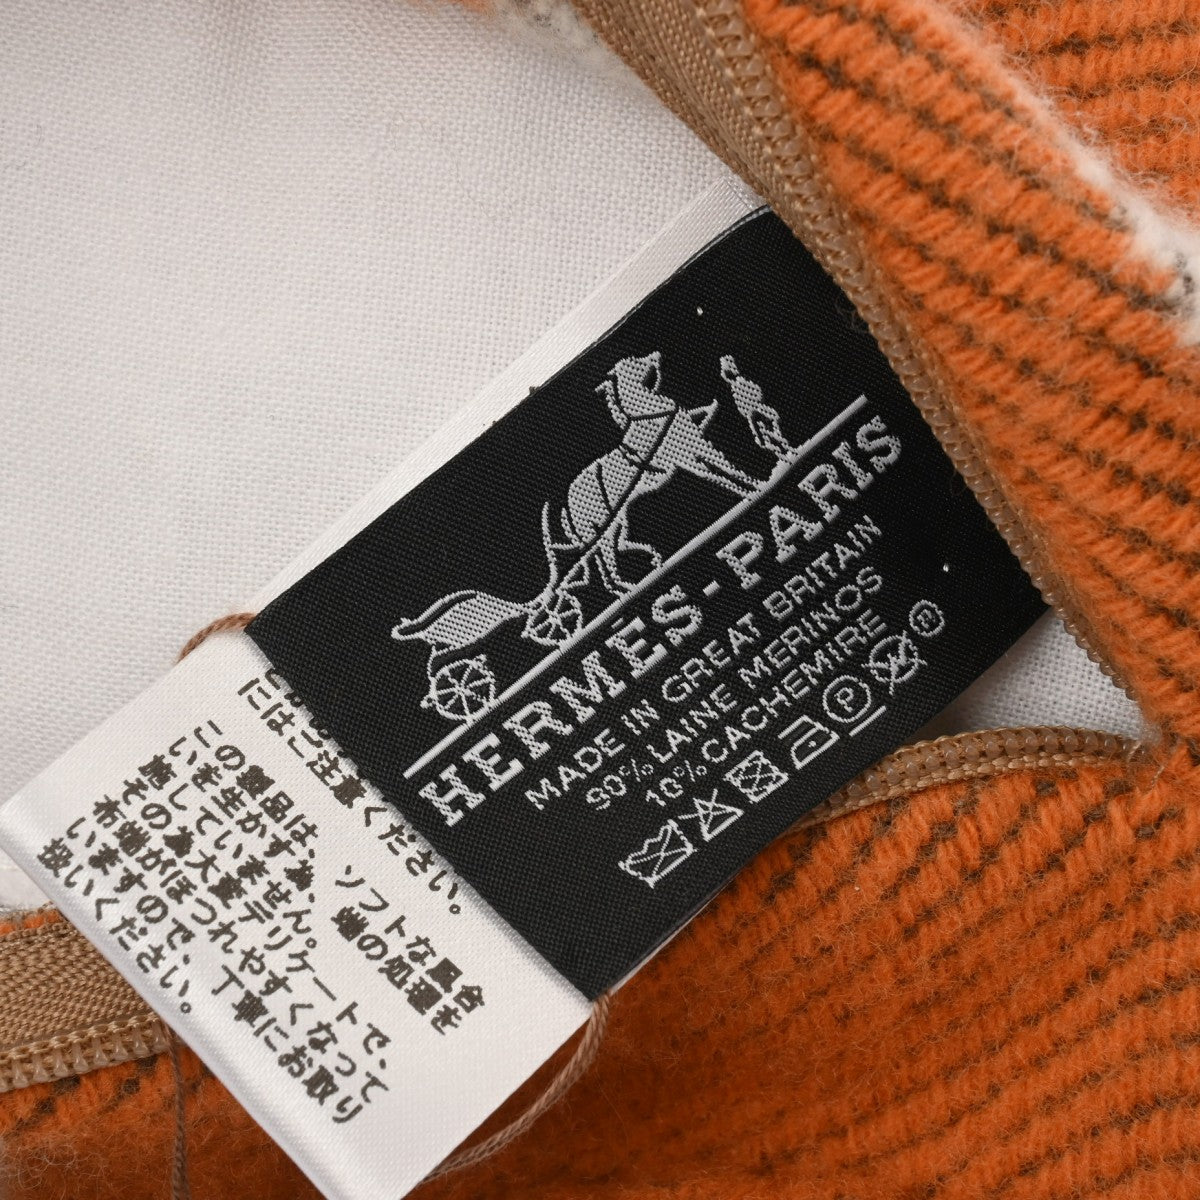 HERMÈS-PARIS
MADE IN GREAT BRITAIN
90% LAINE MERINOS
10% CACHEMIRE
P
®
にはご注意ください。
この製品は、ソフトな風合
いを生かす為、端の処理を
施していません。
その為大変デリケートで、
布端がほつれやすくなって
いますので、丁寧にお取り
扱いください。